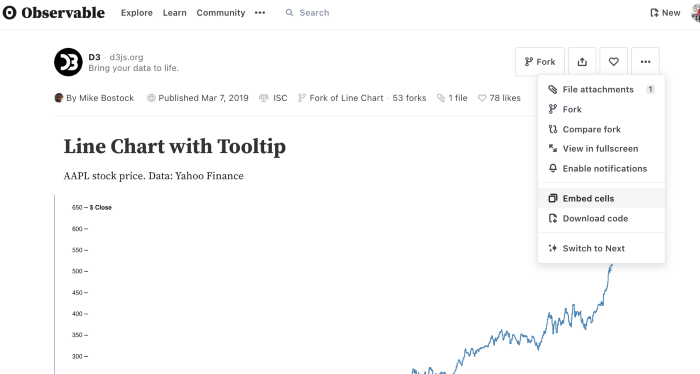 Observable Explore Learn Community ••• Search New
D3 · d3js.org
Bring your data to life.
Fork
By Mike Bostock Published Mar 7, 2019 ISC Fork of Line Chart · 53 forks 1 file 78 likes
File attachments 1
Fork
Compare fork
View in fullscreen
Enable notifications
Embed cells
Download code
Switch to Next
Line Chart with Tooltip
AAPL stock price. Data: Yahoo Finance
650 $ Close
600
550
500
450
400
350
300